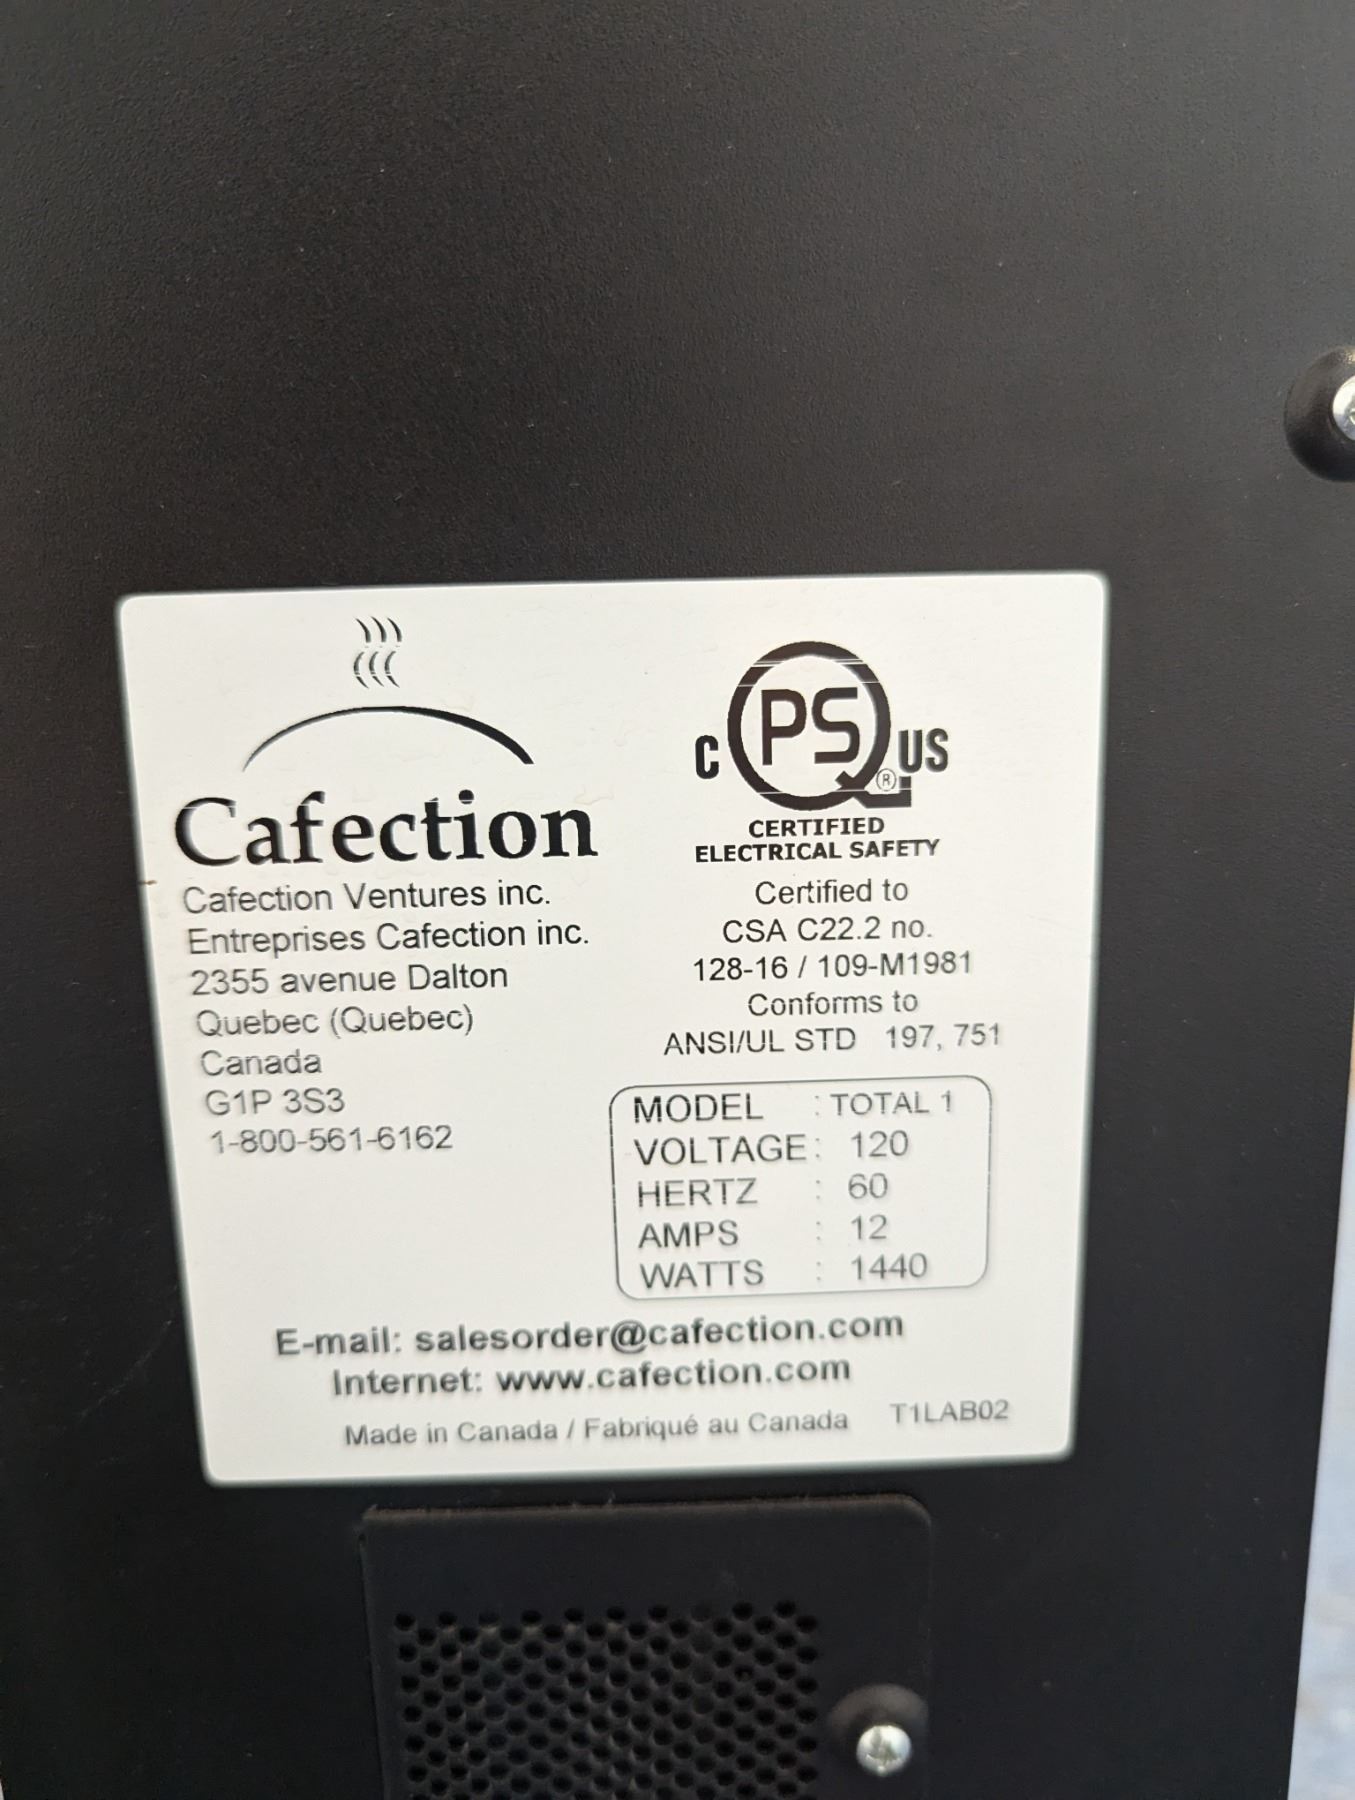 Cafection
Cafection Ventures inc.
Entreprises Cafection inc.
2355 avenue Dalton
Quebec (Quebec)
Canada
G1P 3S3
1-800-561-6162
C PS US
®
CERTIFIED
ELECTRICAL SAFETY
Certified to
CSA C22.2 no.
128-16 / 109-M1981
Conforms to
ANSI/UL STD 197, 751
MODEL : TOTAL 1
VOLTAGE: 120
HERTZ : 60
AMPS : 12
WATTS : 1440
E-mail: salesorder@cafection.com
Internet: www.cafection.com
Made in Canada / Fabriqué au Canada T1LAB02